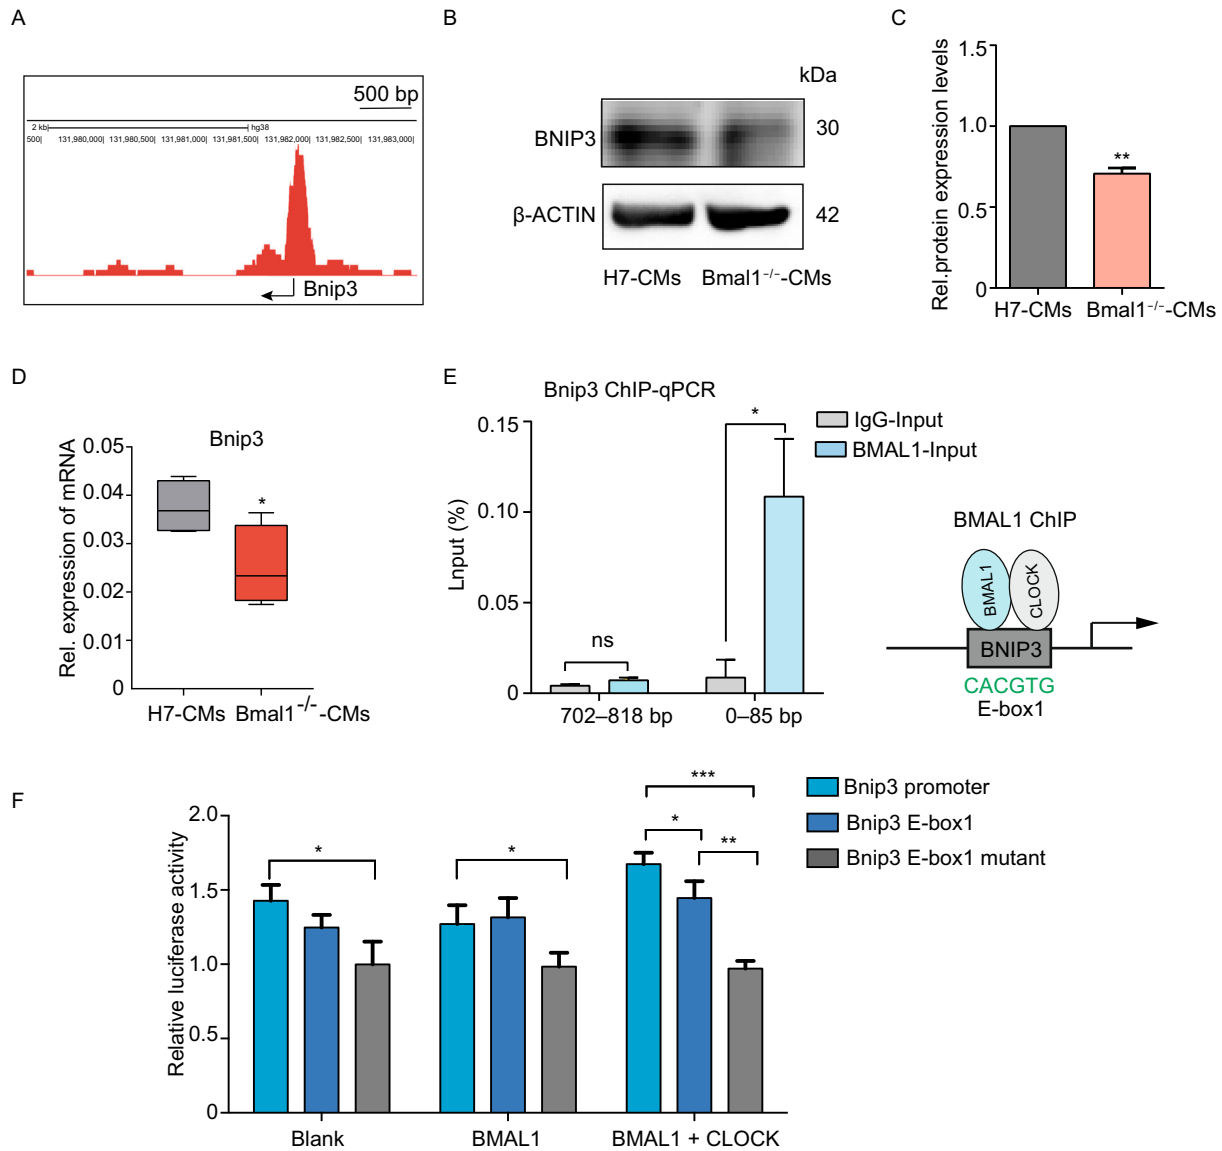 A
500 bp
2 kb
hg38
500| 131,980,000| 131,980,500| 131,981,000| 131,981,500| 131,982,000| 131,982,500| 131,983,000|
Bnip3
B
kDa
BNIP3
30
β-ACTIN
42
H7-CMs Bmal1⁻/⁻-CMs
C
Rel.protein expression levels
1.5
1.0
0.5
0
**
H7-CMs Bmal1⁻/⁻-CMs
D
Bnip3
Rel. expression of mRNA
0.05
0.04
0.03
0.02
0.01
0
*
H7-CMs Bmal1⁻/⁻-CMs
E
Bnip3 ChIP-qPCR
Lnput (%)
0.15
0.10
0.05
0
ns
*
702–818 bp 0–85 bp
IgG-Input
BMAL1-Input
BMAL1 ChIP
BMAL1
CLOCK
BNIP3
CACGTG
E-box1
F
Relative luciferase activity
2.0
1.5
1.0
0.5
0
*
*
***
*
**
Blank BMAL1 BMAL1 + CLOCK
Bnip3 promoter
Bnip3 E-box1
Bnip3 E-box1 mutant